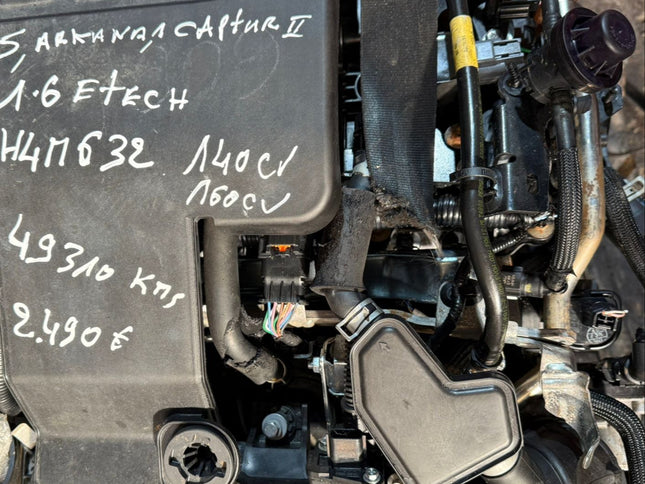 S, ARKANA, CAPTUR II
1.6 ETECH
H4M632 140CV
160CV
49310 KMS
2.490€